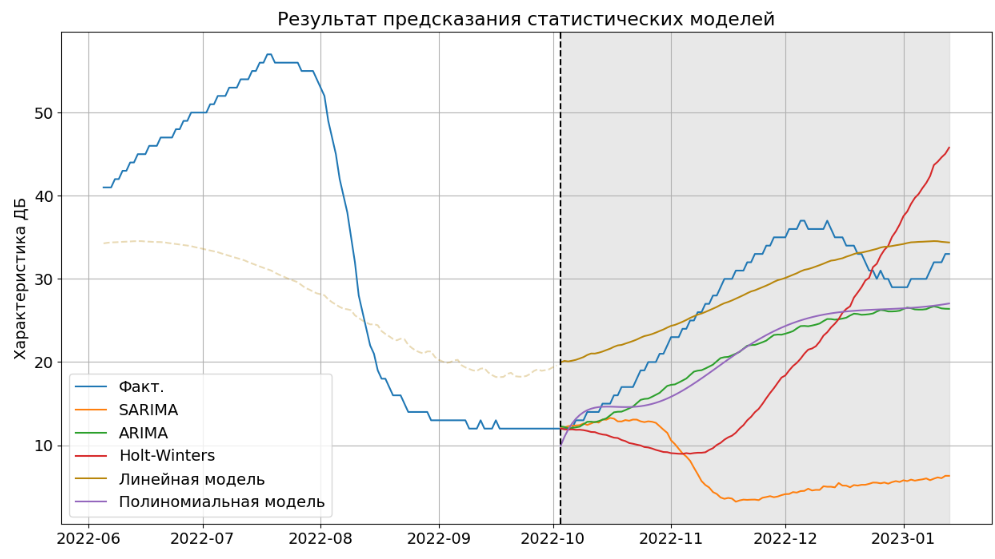 Результат предсказания статистических моделей
Характеристика ДБ
50
40
30
20
10
Факт.
SARIMA
ARIMA
Holt-Winters
Линейная модель
Полиномиальная модель
2022-06 2022-07 2022-08 2022-09 2022-10 2022-11 2022-12 2023-01